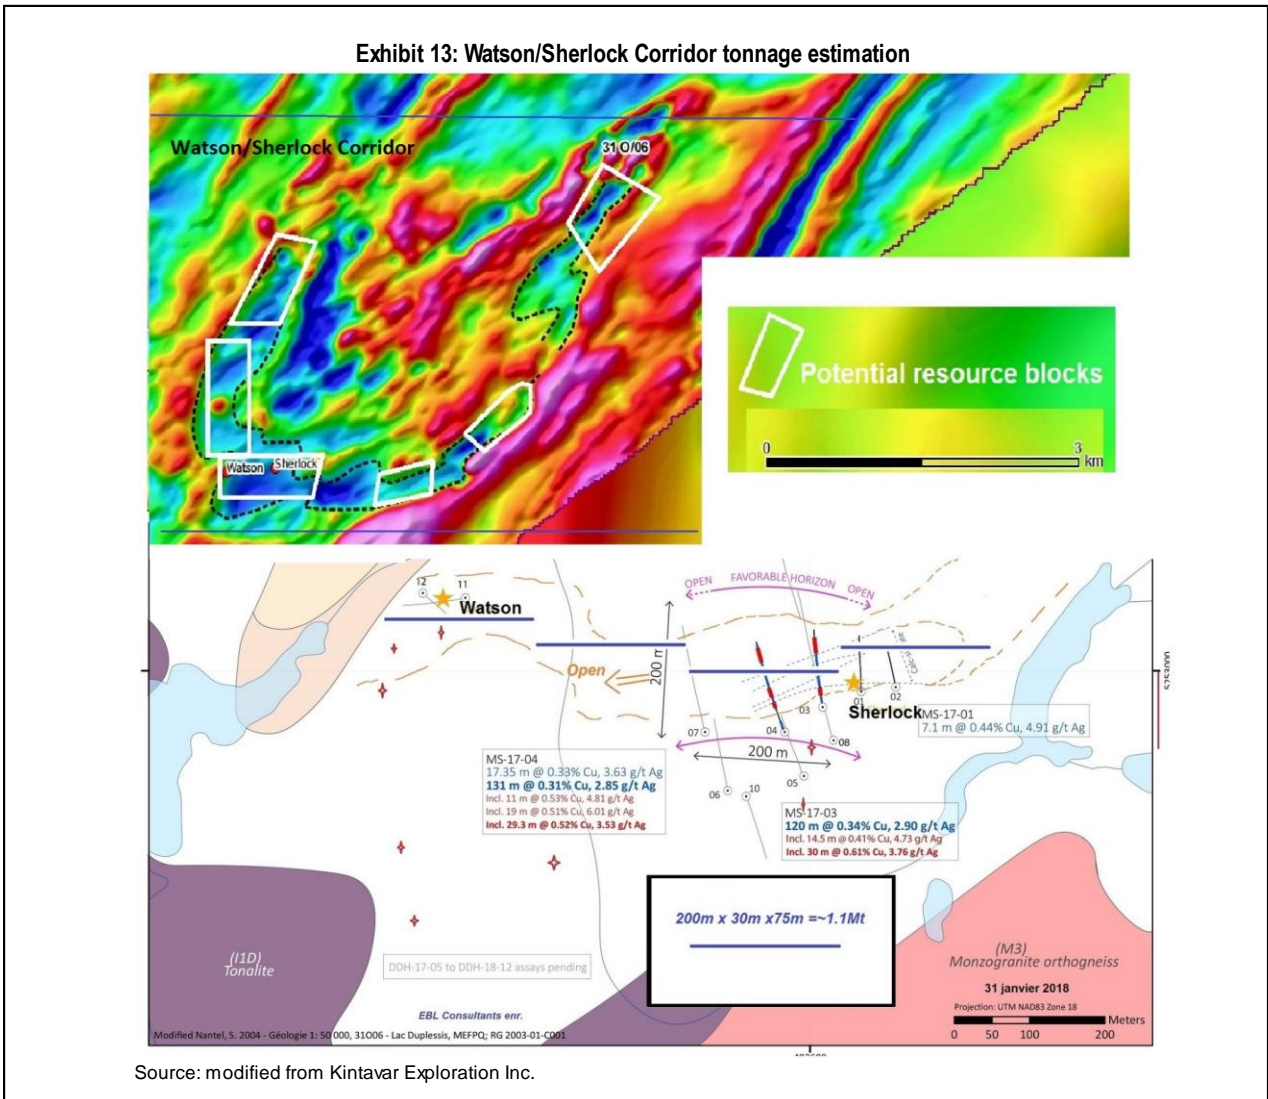 Exhibit 13: Watson/Sherlock Corridor tonnage estimation
Watson/Sherlock Corridor
31 O/06
Potential resource blocks
0 3
km
Watson Sherlock
12
11
Watson
OPEN FAVORABLE HORIZON OPEN
Open
200 m
01
02
03
Sherlock
MS-17-01
7.1 m @ 0.44% Cu, 4.91 g/t Ag
07
04
08
200 m
05
06
10
MS-17-04
17.35 m @ 0.33% Cu, 3.63 g/t Ag
131 m @ 0.31% Cu, 2.85 g/t Ag
Incl. 11 m @ 0.53% Cu, 4.81 g/t Ag
Incl. 19 m @ 0.51% Cu, 6.01 g/t Ag
Incl. 29.3 m @ 0.52% Cu, 3.53 g/t Ag
MS-17-03
120 m @ 0.34% Cu, 2.90 g/t Ag
Incl. 14.5 m @ 0.41% Cu, 4.73 g/t Ag
Incl. 30 m @ 0.61% Cu, 3.76 g/t Ag
200m x 30m x75m =~1.1Mt
(I1D)
Tonalite
DDH-17-05 to DDH-18-12 assays pending
(M3)
Monzogranite orthogneiss
31 janvier 2018
Projection: UTM NAD83 Zone 18
Meters
0 50 100 200
EBL Consultants enr.
Modified Nantel, S. 2004 - Géologie 1: 50 000, 31O06 - Lac Duplessis, MEFPQ; RG 2003-01-C001
Source: modified from Kintavar Exploration Inc.